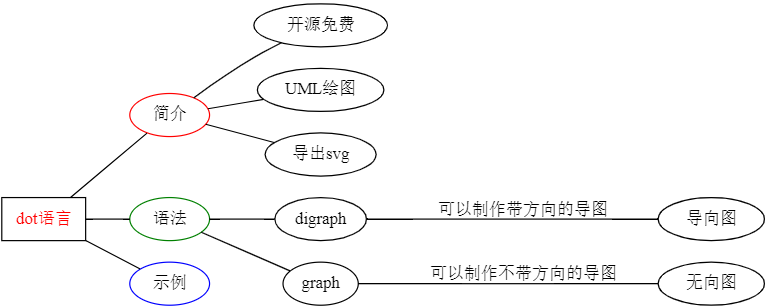 开源免费
UML绘图
简介
导出svg
dot语言
语法
digraph
可以制作带方向的导图
导向图
示例
graph
可以制作不带方向的导图
无向图